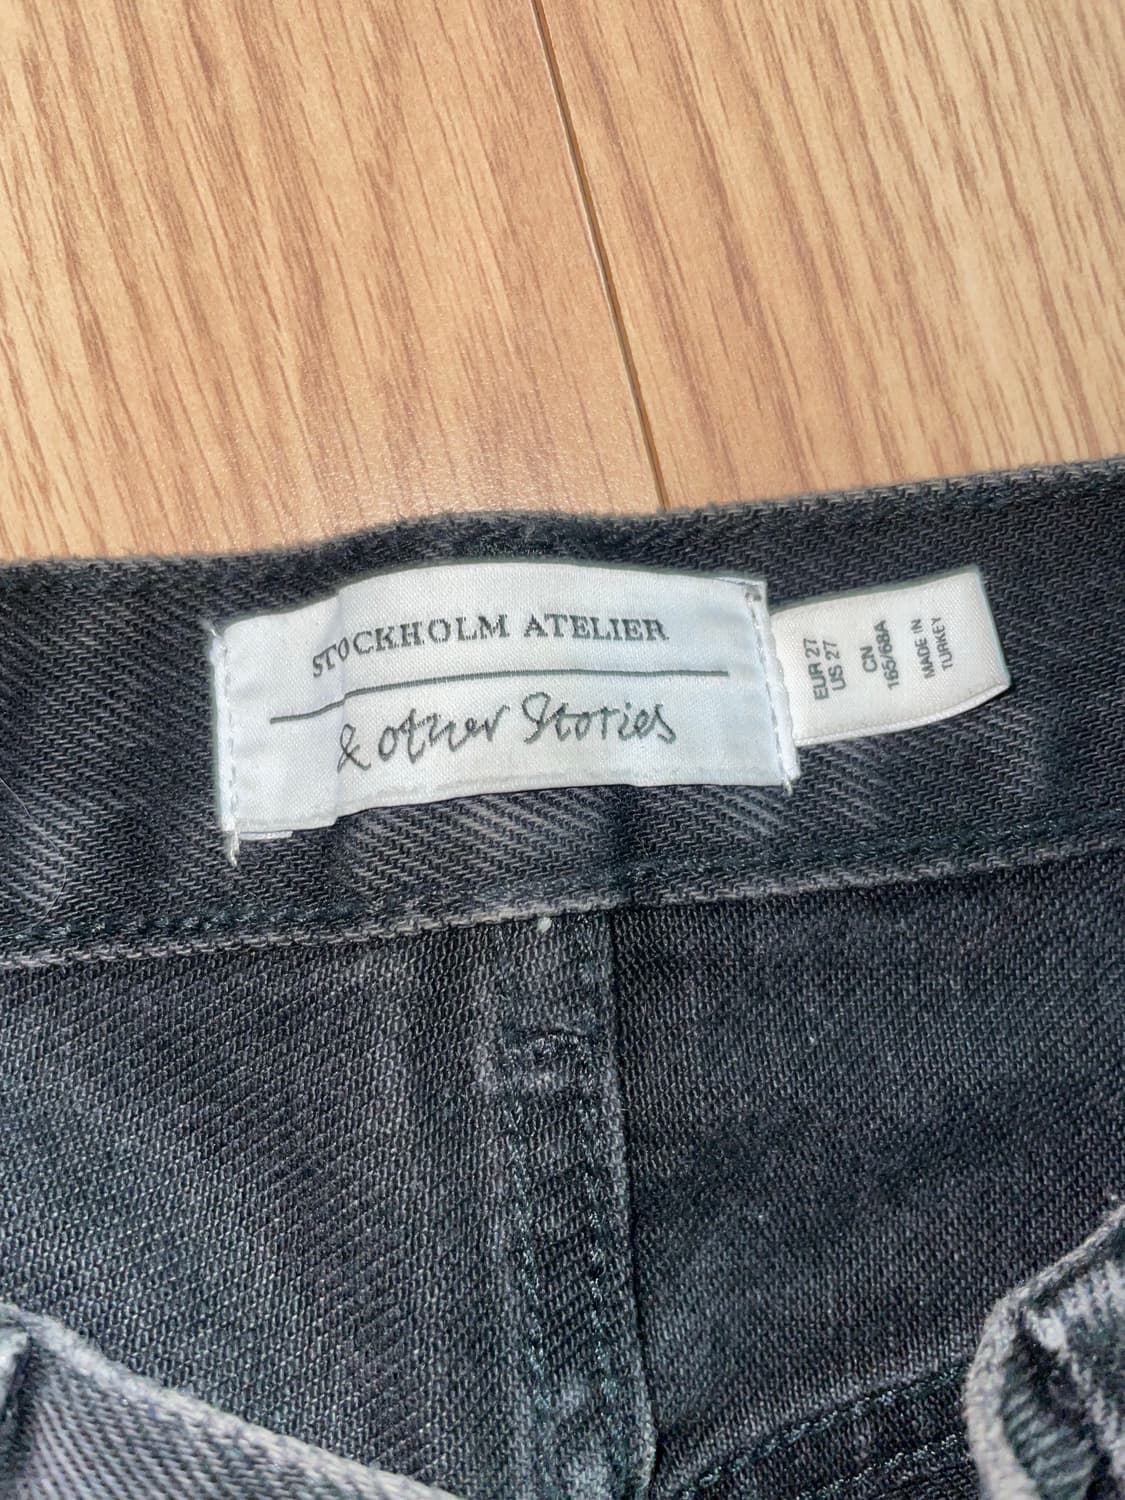 STOCKHOLM ATELIER
& other Stories
EUR 27
US 27
CN
165/68A
MADE IN
TURKEY